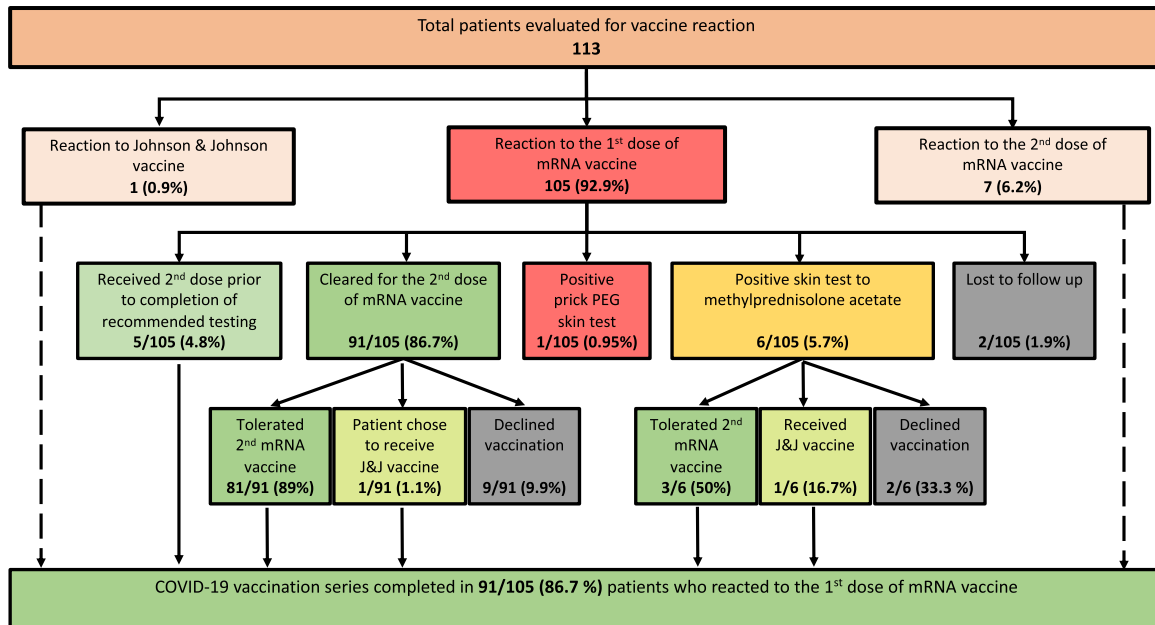 Total patients evaluated for vaccine reaction
113
Reaction to Johnson & Johnson
vaccine
1 (0.9%)
Reaction to the 1st dose of
mRNA vaccine
105 (92.9%)
Reaction to the 2nd dose of
mRNA vaccine
7 (6.2%)
Received 2nd dose prior
to completion of
recommended testing
5/105 (4.8%)
Cleared for the 2nd dose
of mRNA vaccine
91/105 (86.7%)
Positive
prick PEG
skin test
1/105 (0.95%)
Positive skin test to
methylprednisolone acetate
6/105 (5.7%)
Lost to follow up
2/105 (1.9%)
Tolerated
2nd mRNA
vaccine
81/91 (89%)
Patient chose
to receive
J&J vaccine
1/91 (1.1%)
Declined
vaccination
9/91 (9.9%)
Tolerated 2nd
mRNA
vaccine
3/6 (50%)
Received
J&J vaccine
1/6 (16.7%)
Declined
vaccination
2/6 (33.3 %)
COVID-19 vaccination series completed in 91/105 (86.7 %) patients who reacted to the 1st dose of mRNA vaccine